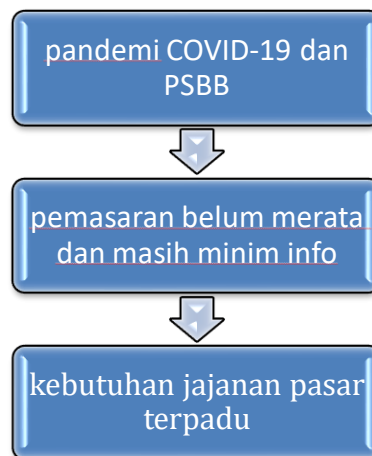 pandemi COVID-19 dan
PSBB
pemasaran belum merata
dan masih minim info
kebutuhan jajanan pasar
terpadu